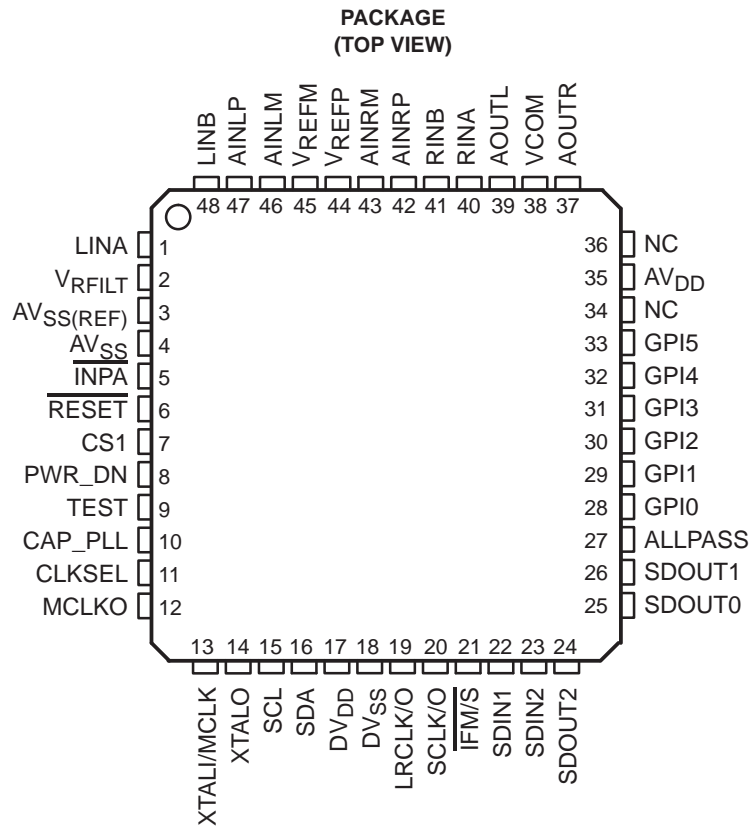 PACKAGE
(TOP VIEW)
LINB
AINLP
AINLM
VREFM
VREFP
AINRM
AINRP
RINB
RINA
AOUTL
VCOM
AOUTR
48 47 46 45 44 43 42 41 40 39 38 37
LINA 1
VRFILT 2
AVSS(REF) 3
AVSS 4
INPA 5
RESET 6
CS1 7
PWR_DN 8
TEST 9
CAP_PLL 10
CLKSEL 11
MCLKO 12
36 NC
35 AVDD
34 NC
33 GPI5
32 GPI4
31 GPI3
30 GPI2
29 GPI1
28 GPI0
27 ALLPASS
26 SDOUT1
25 SDOUT0
13 14 15 16 17 18 19 20 21 22 23 24
XTALI/MCLK
XTALO
SCL
SDA
DVDD
DVSS
LRCLK/O
SCLK/O
IFM/S
SDIN1
SDIN2
SDOUT2